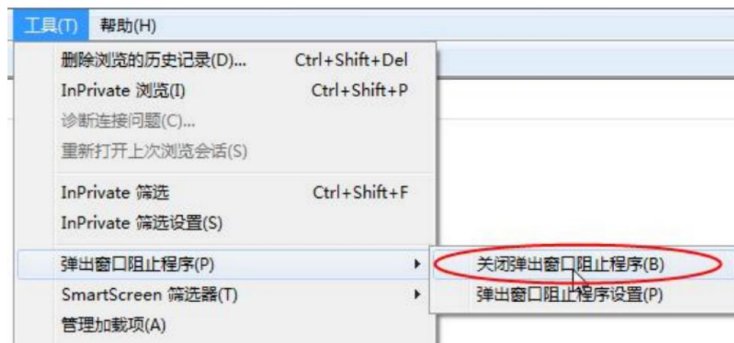 工具(T) 帮助(H)
删除浏览的历史记录(D)... Ctrl+Shift+Del
InPrivate 浏览(I) Ctrl+Shift+P
诊断连接问题(C)...
重新打开上次浏览会话(S)
InPrivate 筛选 Ctrl+Shift+F
InPrivate 筛选设置(S)
弹出窗口阻止程序(P) 关闭弹出窗口阻止程序(B)
SmartScreen 筛选器(T) 弹出窗口阻止程序设置(P)
管理加载项(A)